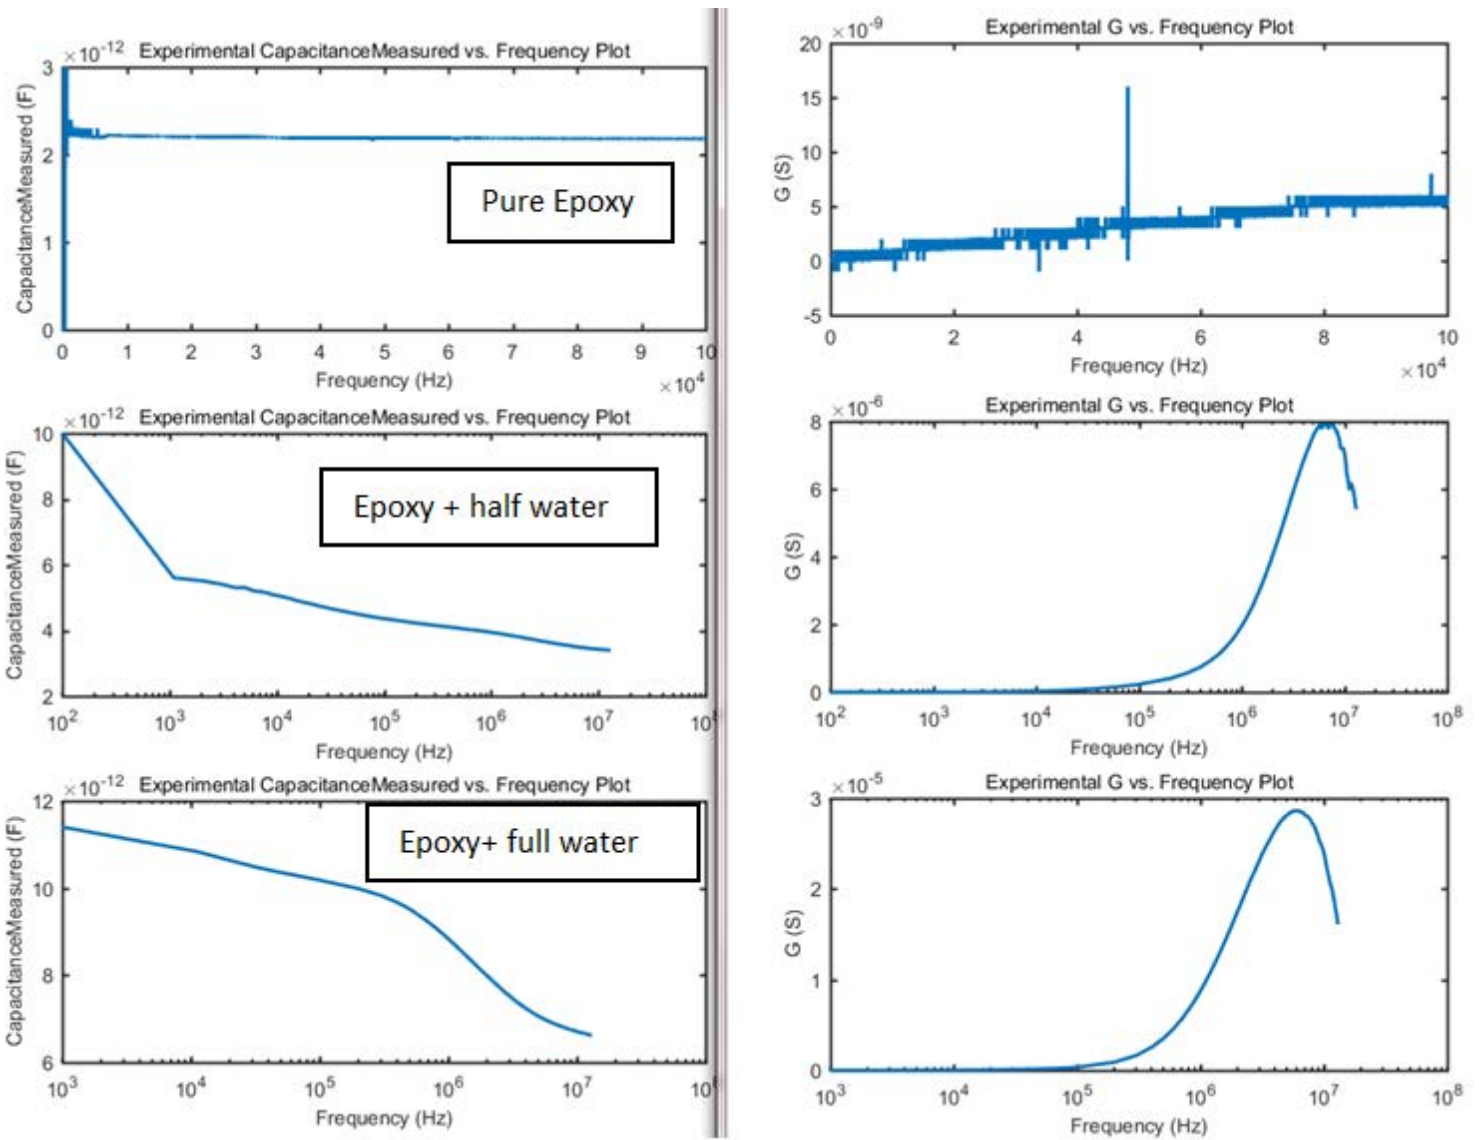 ×10⁻¹² Experimental CapacitanceMeasured vs. Frequency Plot
3
2
1
0
CapacitanceMeasured (F)
Pure Epoxy
0 1 2 3 4 5 6 7 8 9 10
Frequency (Hz)
×10⁴
×10⁻⁹ Experimental G vs. Frequency Plot
20
15
10
5
0
-5
G (S)
0 2 4 6 8 10
Frequency (Hz)
×10⁴
×10⁻¹² Experimental CapacitanceMeasured vs. Frequency Plot
10
8
6
4
2
CapacitanceMeasured (F)
Epoxy + half water
10² 10³ 10⁴ 10⁵ 10⁶ 10⁷
Frequency (Hz)
×10⁻⁶ Experimental G vs. Frequency Plot
8
6
4
2
0
G (S)
10² 10³ 10⁴ 10⁵ 10⁶ 10⁷ 10⁸
Frequency (Hz)
×10⁻¹² Experimental CapacitanceMeasured vs. Frequency Plot
12
10
8
6
CapacitanceMeasured (F)
Epoxy+ full water
10³ 10⁴ 10⁵ 10⁶ 10⁷
Frequency (Hz)
×10⁻⁵ Experimental G vs. Frequency Plot
3
2
1
0
G (S)
10³ 10⁴ 10⁵ 10⁶ 10⁷ 10⁸
Frequency (Hz)